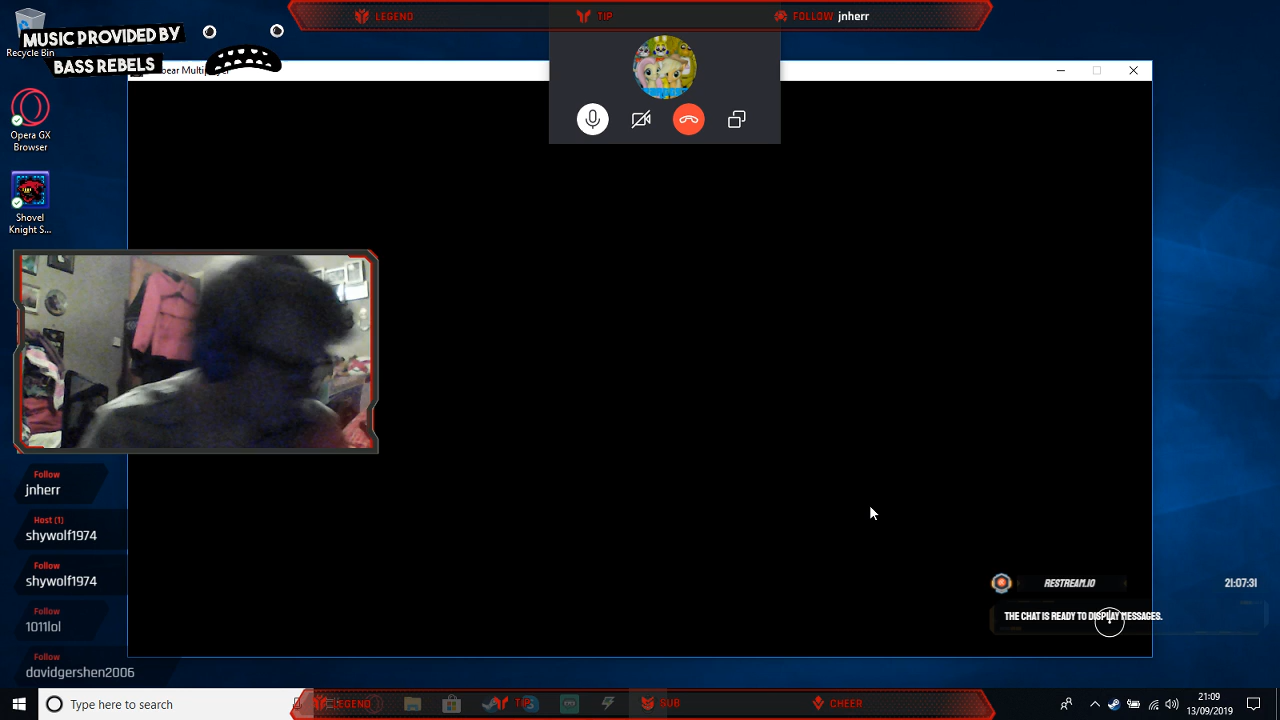 LEGEND
TIP
FOLLOW jnherr
MUSIC PROVIDED BY
BASS REBELS
Recycle Bin
Opera GX
Browser
Shovel
Knight S...
Follow
jnherr
Host (1)
shywolf1974
Follow
shywolf1974
Follow
1011lol
Follow
davidgershen2006
RESTREAM.IO
21:07:31
THE CHAT IS READY TO DISPLAY MESSAGES.
Type here to search
LEGEND
TIP
SUB
CHEER
21:09
13/09/2019